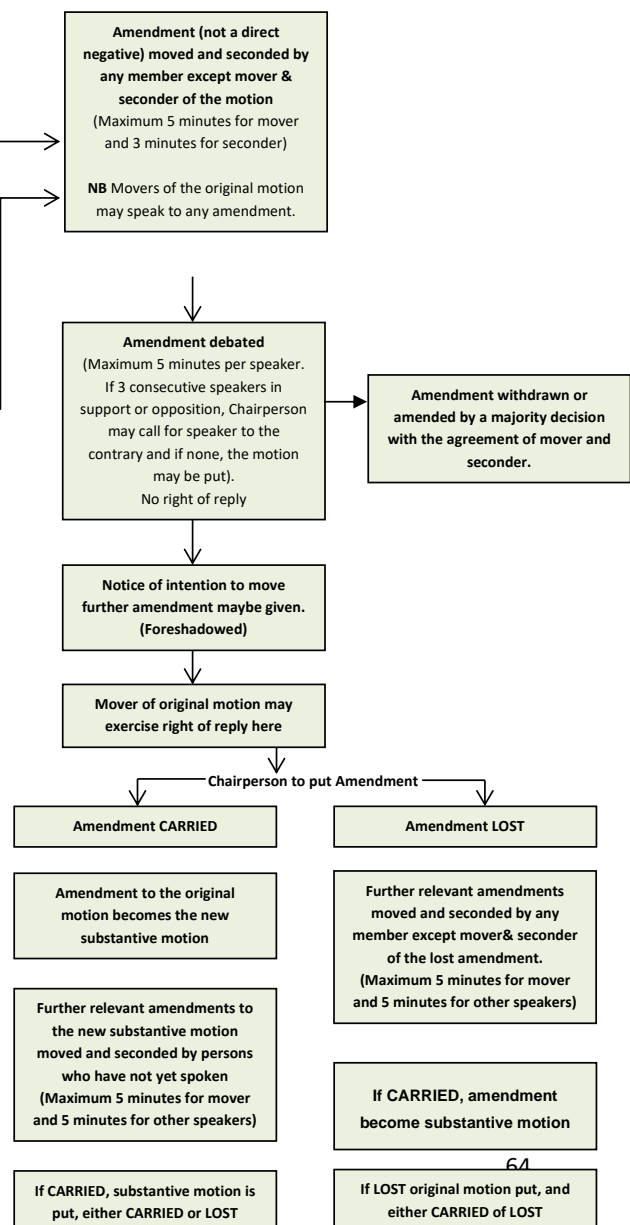 Amendment (not a direct
negative) moved and seconded by
any member except mover &
seconder of the motion
(Maximum 5 minutes for mover
and 3 minutes for seconder)
NB Movers of the original motion
may speak to any amendment.
Amendment debated
(Maximum 5 minutes per speaker.
If 3 consecutive speakers in
support or opposition, Chairperson
may call for speaker to the
contrary and if none, the motion
may be put).
No right of reply
Amendment withdrawn or
amended by a majority decision
with the agreement of mover and
seconder.
Notice of intention to move
further amendment maybe given.
(Foreshadowed)
Mover of original motion may
exercise right of reply here
Chairperson to put Amendment
Amendment CARRIED
Amendment to the original
motion becomes the new
substantive motion
Further relevant amendments to
the new substantive motion
moved and seconded by persons
who have not yet spoken
(Maximum 5 minutes for mover
and 5 minutes for other speakers)
If CARRIED, substantive motion is
put, either CARRIED or LOST
Amendment LOST
Further relevant amendments
moved and seconded by any
member except mover& seconder
of the lost amendment.
(Maximum 5 minutes for mover
and 5 minutes for other speakers)
If CARRIED, amendment
become substantive motion
64
If LOST original motion put, and
either CARRIED of LOST